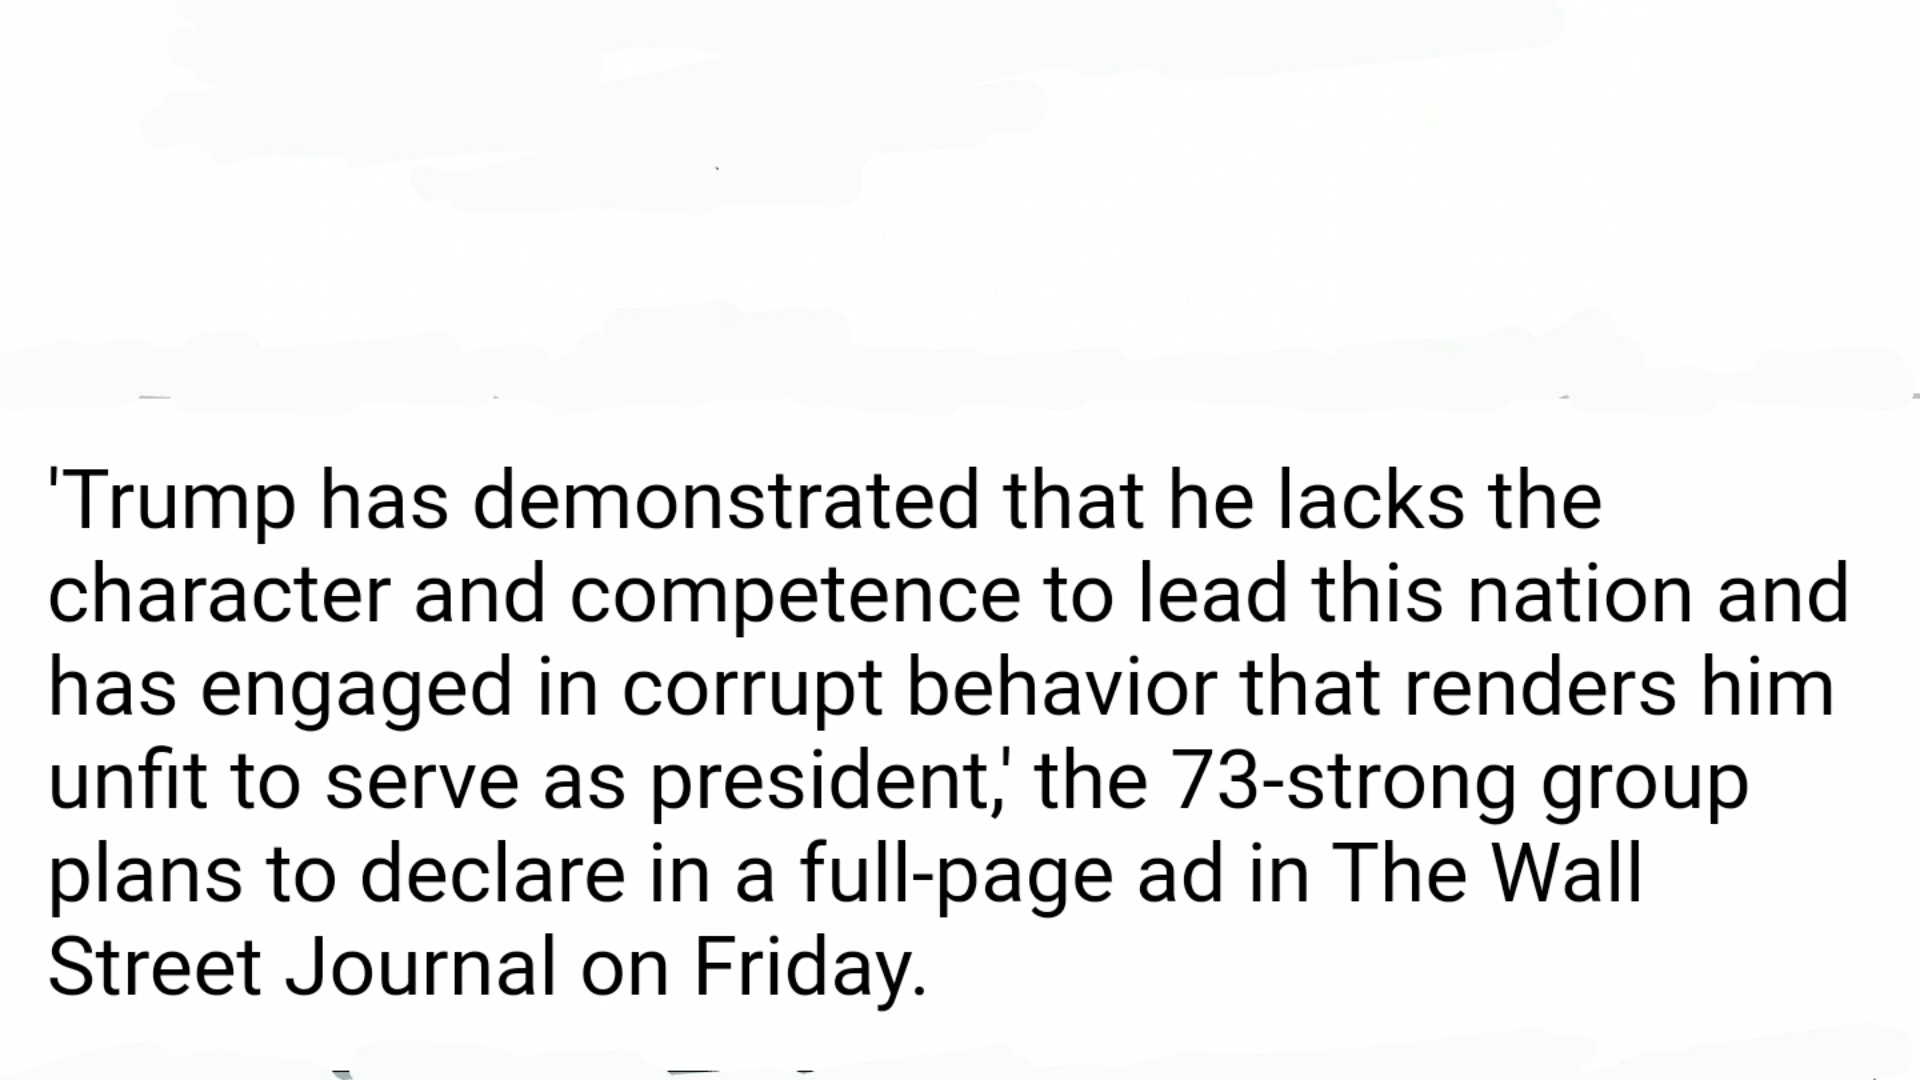 'Trump has demonstrated that he lacks the
character and competence to lead this nation and
has engaged in corrupt behavior that renders him
unfit to serve as president,' the 73-strong group
plans to declare in a full-page ad in The Wall
Street Journal on Friday.